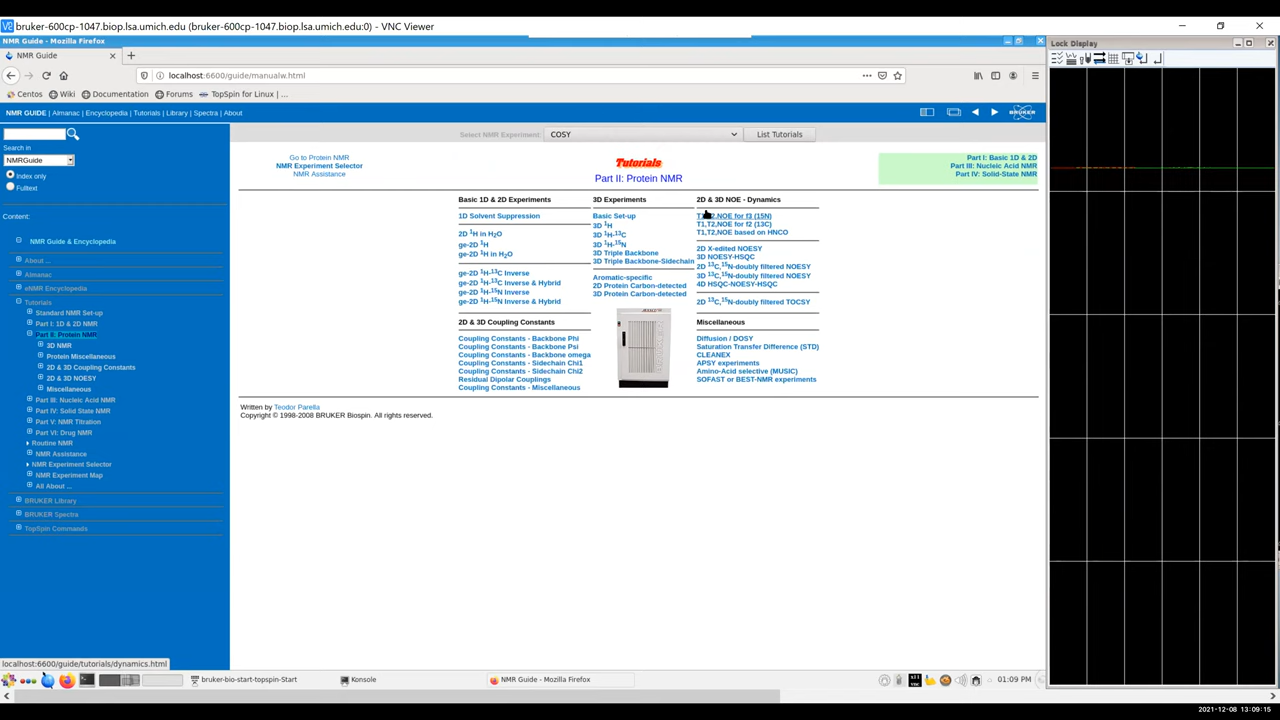 bruker-600cp-1047.biop.lsa.umich.edu (bruker-600cp-1047.biop.lsa.umich.edu:0) - VNC Viewer
NMR Guide - Mozilla Firefox
Lock Display
NMR Guide
localhost:6600/guide/manualw.html
Centos Wiki Documentation Forums TopSpin for Linux | ...
NMR GUIDE | Almanac | Encyclopedia | Tutorials | Library | Spectra | About
BRUKER
Select NMR Experiment: COSY List Tutorials
Search in
NMRGuide
Index only
Fulltext
Content:
NMR Guide & Encyclopedia
About ...
Almanac
eNMR Encyclopedia
Tutorials
Standard NMR Set-up
Part I: 1D & 2D NMR
Part II: Protein NMR
3D NMR
Protein Miscellaneous
2D & 3D Coupling Constants
2D & 3D NOESY
Miscellaneous
Part III: Nucleic Acid NMR
Part IV: Solid State NMR
Part V: NMR Titration
Part VI: Drug NMR
Routine NMR
NMR Assistance
NMR Experiment Selector
NMR Experiment Map
All About ...
BRUKER Library
BRUKER Spectra
TopSpin Commands
Go to Protein NMR
NMR Experiment Selector
NMR Assistance
Tutorials
Part II: Protein NMR
Part I: Basic 1D & 2D
Part III: Nucleic Acid NMR
Part IV: Solid-State NMR
Basic 1D & 2D Experiments
1D Solvent Suppression
2D 1H in H2O
ge-2D 1H
ge-2D 1H in H2O
ge-2D 1H-13C Inverse
ge-2D 1H-13C Inverse & Hybrid
ge-2D 1H-15N Inverse
ge-2D 1H-15N Inverse & Hybrid
2D & 3D Coupling Constants
Coupling Constants - Backbone Phi
Coupling Constants - Backbone Psi
Coupling Constants - Backbone omega
Coupling Constants - Sidechain Chi1
Coupling Constants - Sidechain Chi2
Residual Dipolar Couplings
Coupling Constants - Miscellaneous
3D Experiments
Basic Set-up
3D 1H
3D 1H-13C
3D 1H-15N
3D Triple Backbone
3D Triple Backbone-Sidechain
Aromatic-specific
2D Protein Carbon-detected
3D Protein Carbon-detected
2D & 3D NOE - Dynamics
T1,T2,NOE for f3 (15N)
T1,T2,NOE for f2 (13C)
T1,T2,NOE based on HNCO
2D X-edited NOESY
3D NOESY-HSQC
2D 13C,15N-doubly filtered NOESY
3D 13C,15N-doubly filtered NOESY
4D HSQC-NOESY-HSQC
2D 13C,15N-doubly filtered TOCSY
Miscellaneous
Diffusion / DOSY
Saturation Transfer Difference (STD)
CLEANEX
APSY experiments
Amino-Acid selective (MUSIC)
SOFAST or BEST-NMR experiments
Written by Teodor Parella
Copyright © 1998-2008 BRUKER Biospin. All rights reserved.
localhost:6600/guide/tutorials/dynamics.html
bruker-bio-start-topspin-Start Konsole NMR Guide - Mozilla Firefox 01:09 PM
2021-12-08 13:09:15